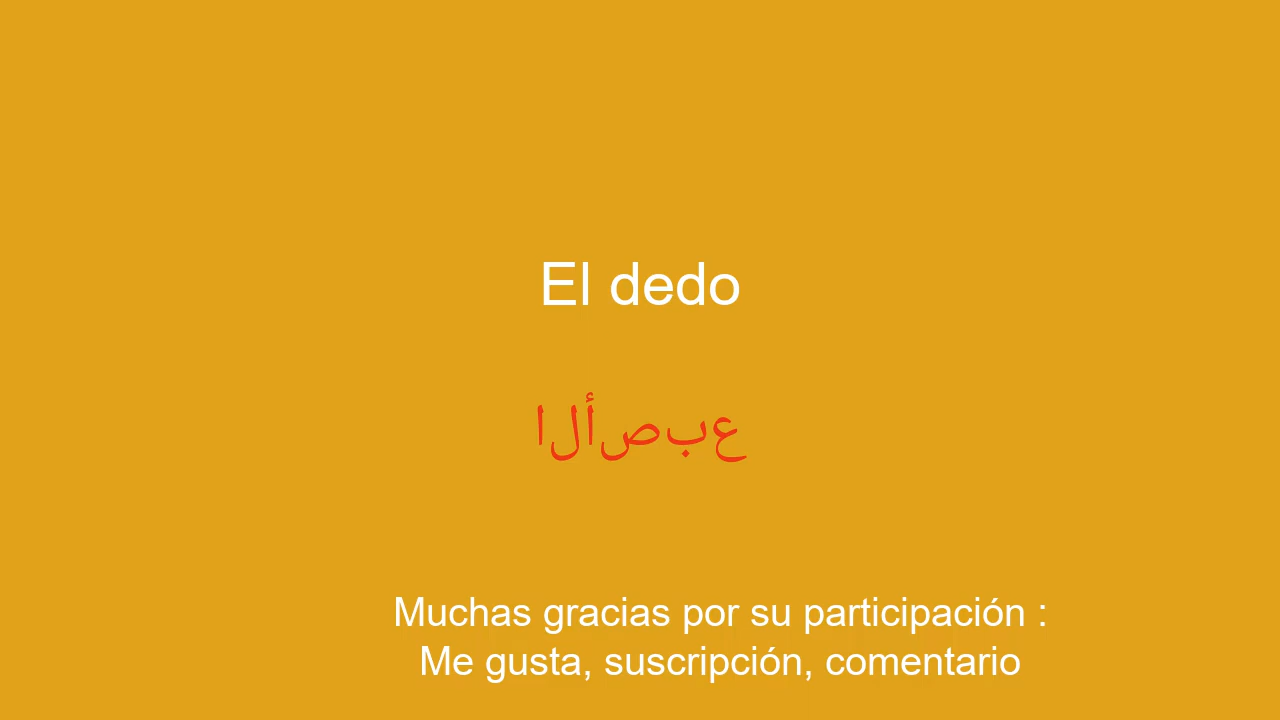 El dedo
الأصبع
Muchas gracias por su participación :
Me gusta, suscripción, comentario